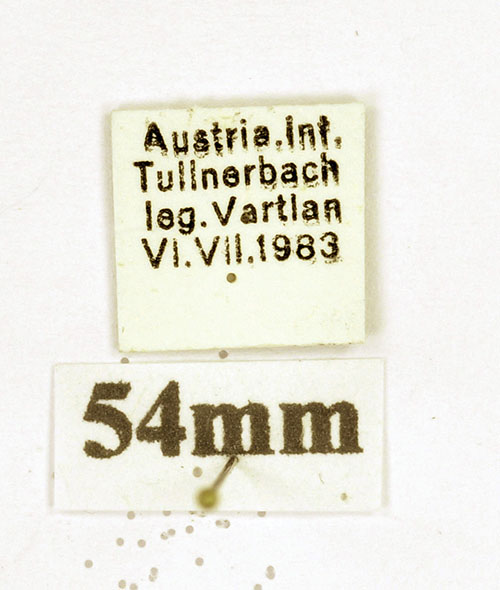 Austria.inf.
Tullnerbach
leg.Vartian
VI.VII.1983
54mm